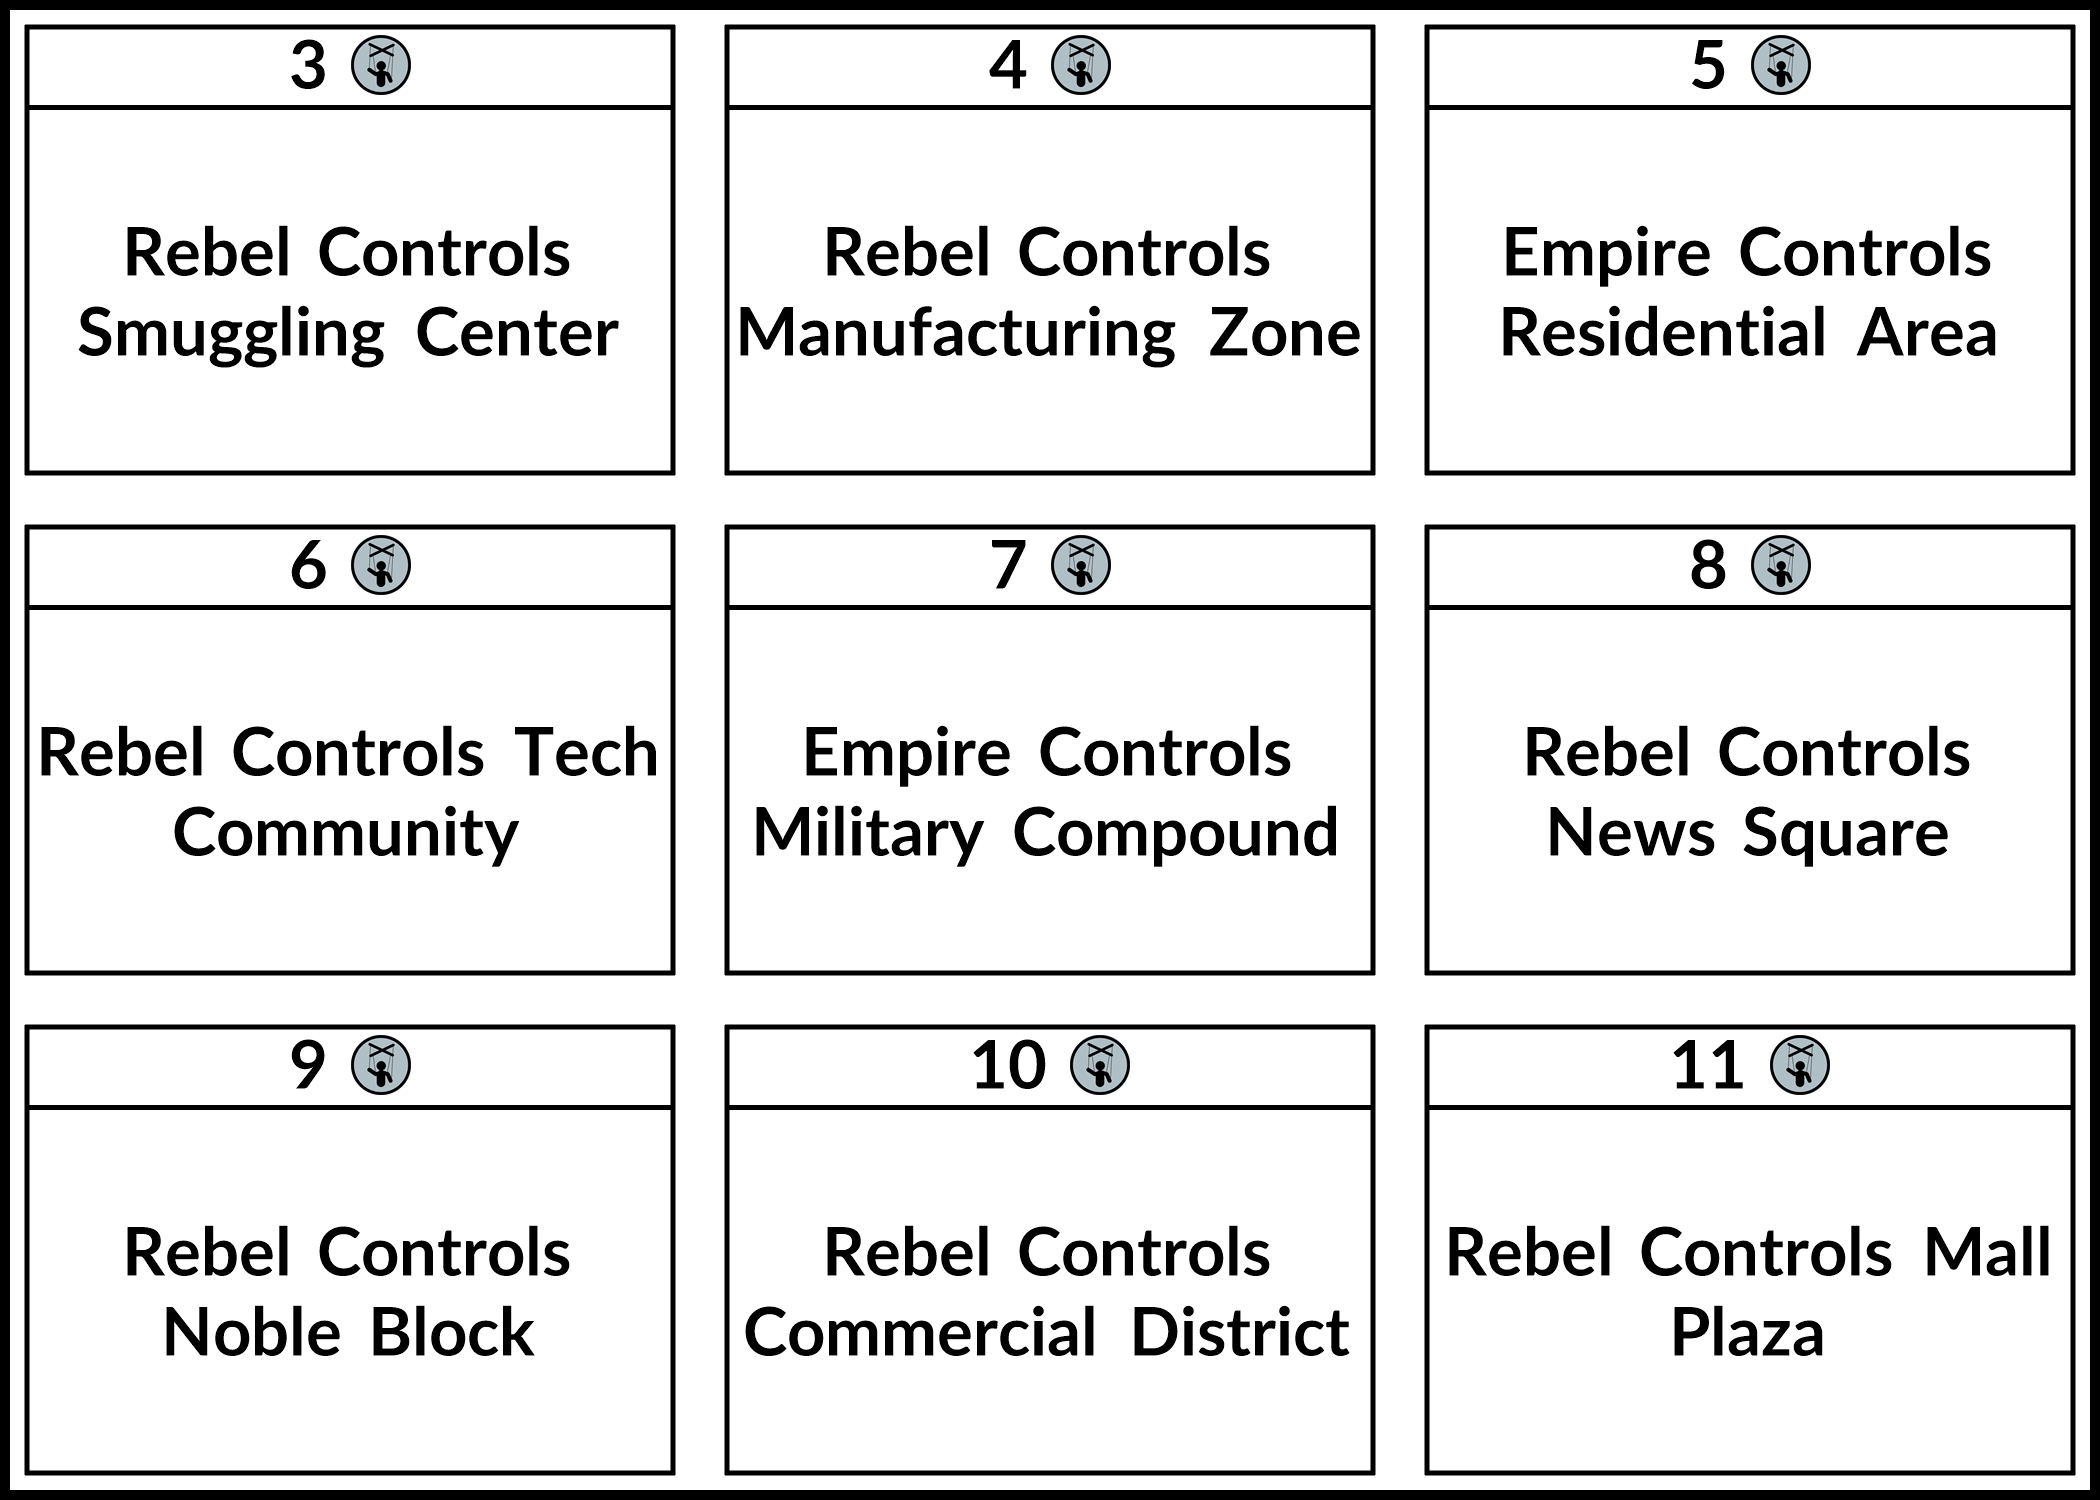 3
Rebel Controls
Smuggling Center
4
Rebel Controls
Manufacturing Zone
5
Empire Controls
Residential Area
6
Rebel Controls Tech
Community
7
Empire Controls
Military Compound
8
Rebel Controls
News Square
9
Rebel Controls
Noble Block
10
Rebel Controls
Commercial District
11
Rebel Controls Mall
Plaza